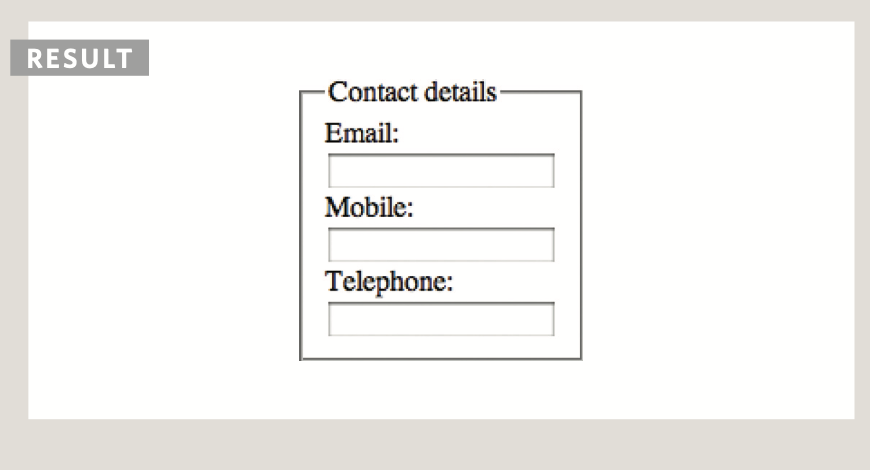 RESULT
Contact details
Email:
Mobile:
Telephone: